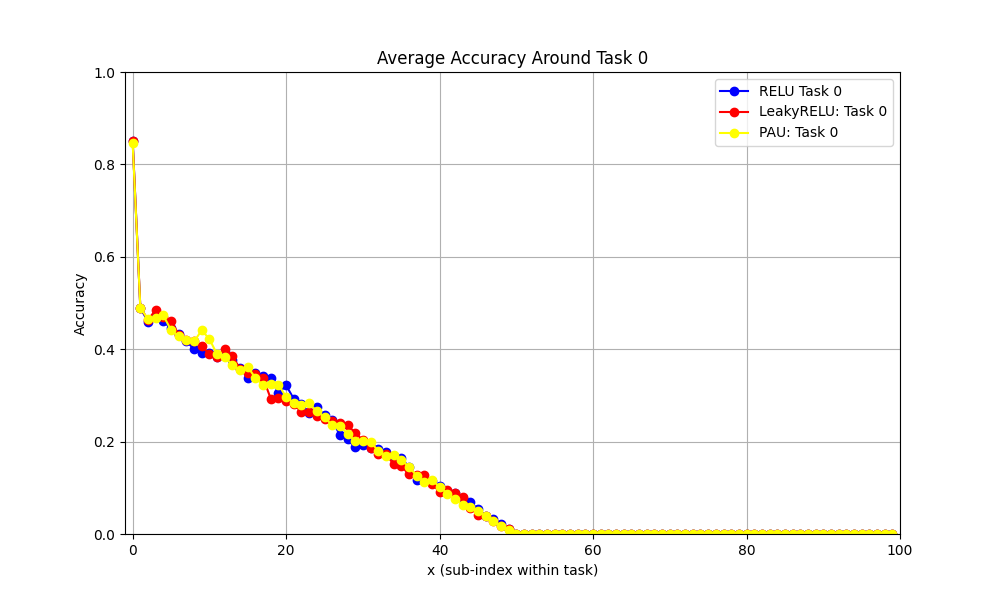 Average Accuracy Around Task 0
RELU Task 0
LeakyRELU: Task 0
PAU: Task 0
1.0
0.8
0.6
0.4
0.2
0.0
Accuracy
0 20 40 60 80 100
x (sub-index within task)